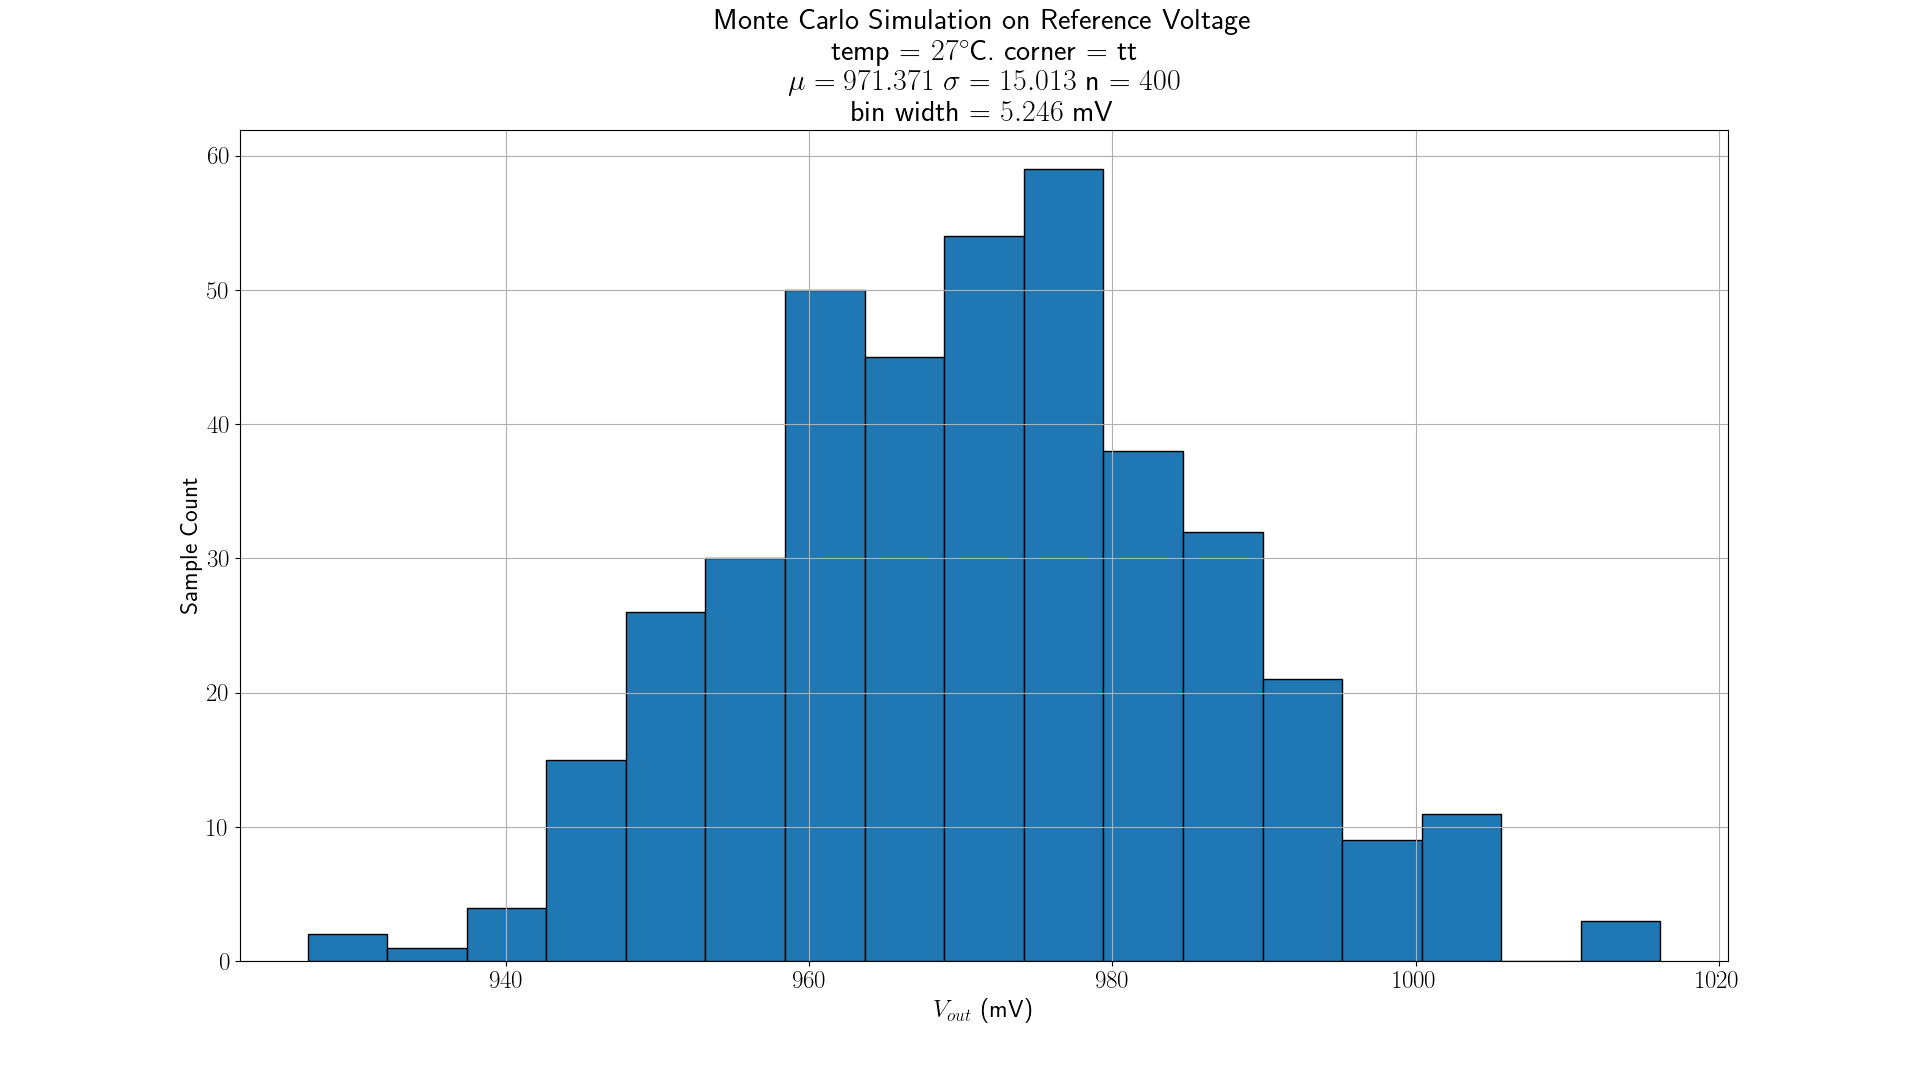 Monte Carlo Simulation on Reference Voltage
temp = 27°C. corner = tt
μ = 971.371 σ = 15.013 n = 400
bin width = 5.246 mV
60
50
40
30
20
10
0
Sample Count
940 960 980 1000 1020
V_out (mV)